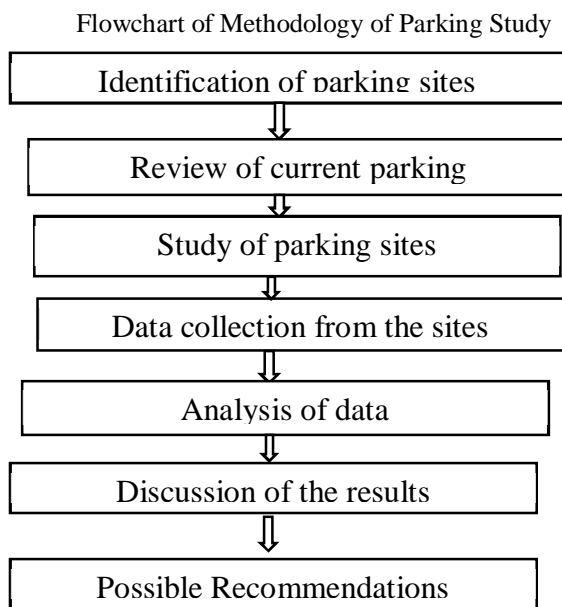 Flowchart of Methodology of Parking Study
Identification of parking sites
Review of current parking
Study of parking sites
Data collection from the sites
Analysis of data
Discussion of the results
Possible Recommendations